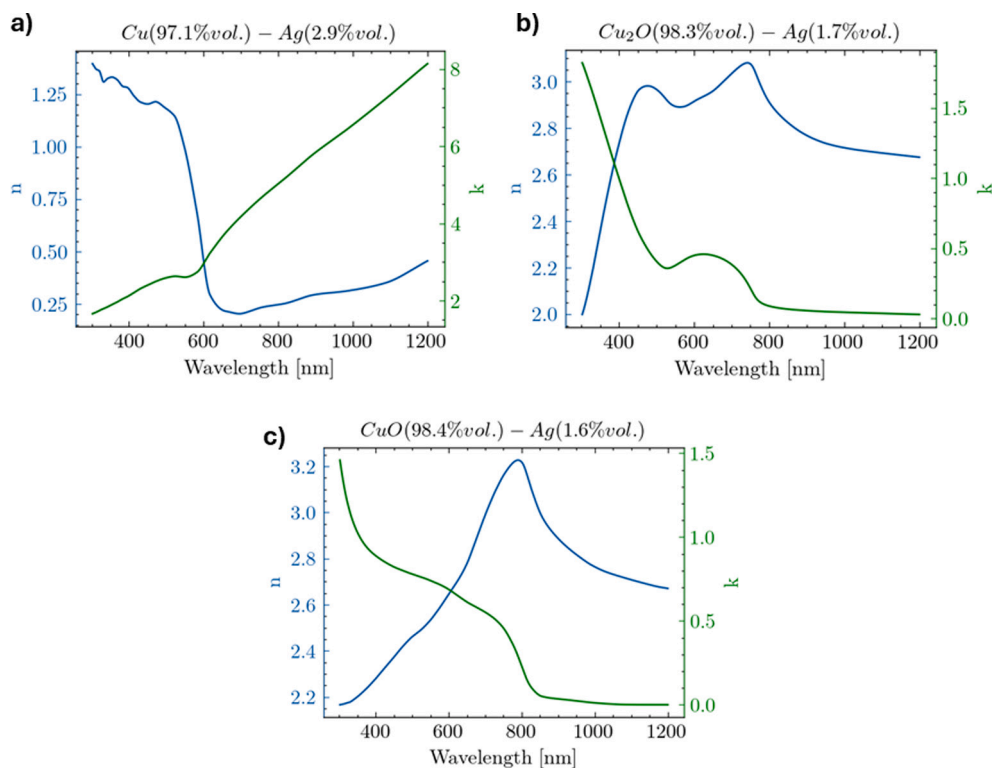 a)
Cu(97.1%vol.) − Ag(2.9%vol.)
1.25
1.00
0.75
0.50
0.25
n
8
6
4
2
k
400 600 800 1000 1200
Wavelength [nm]
b)
Cu₂O(98.3%vol.) − Ag(1.7%vol.)
3.0
2.8
2.6
2.4
2.2
2.0
n
1.5
1.0
0.5
0.0
k
400 600 800 1000 1200
Wavelength [nm]
c)
CuO(98.4%vol.) − Ag(1.6%vol.)
3.2
3.0
2.8
2.6
2.4
2.2
n
1.5
1.0
0.5
0.0
k
400 600 800 1000 1200
Wavelength [nm]